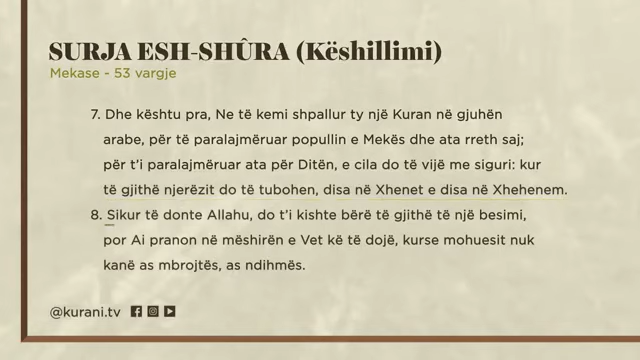 SURJA ESH-SHÛRA (Këshillimi)
Mekase - 53 vargje
7. Dhe kështu pra, Ne të kemi shpallur ty një Kuran në gjuhën
arabe, për të paralajmëruar popullin e Mekës dhe ata rreth saj;
për t'i paralajmëruar ata për Ditën, e cila do të vijë me siguri: kur
të gjithë njerëzit do të tubohen, disa në Xhenet e disa në Xhehenem.
8. Sikur të donte Allahu, do t'i kishte bërë të gjithë të një besimi,
por Ai pranon në mëshirën e Vet kë të dojë, kurse mohuesit nuk
kanë as mbrojtës, as ndihmës.
@kurani.tv